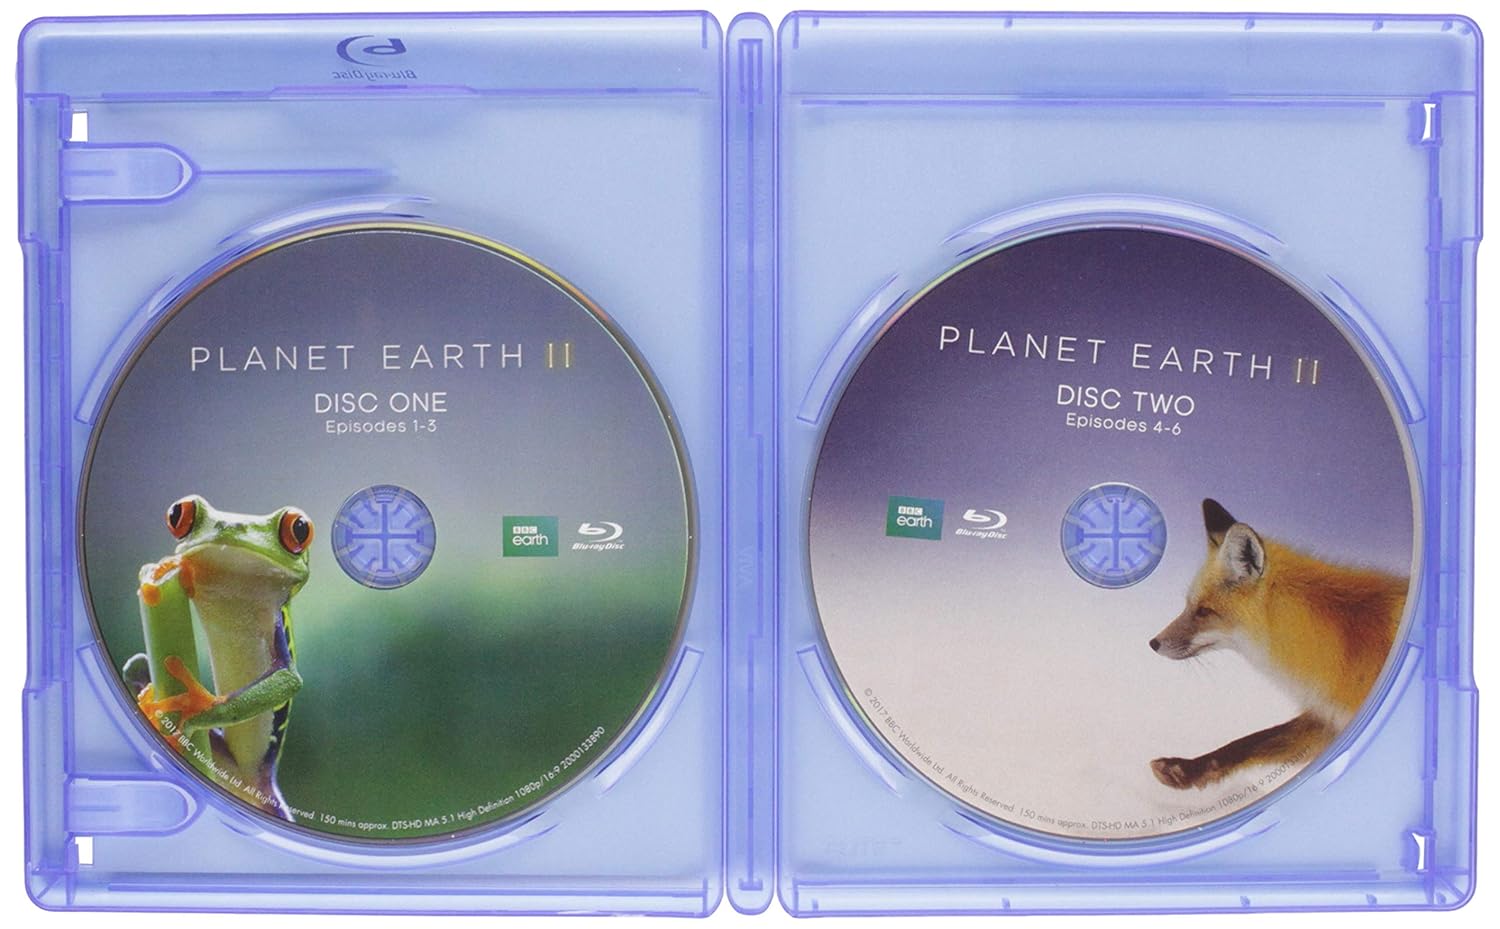 Blu-ray Disc
PLANET EARTH II
DISC ONE
Episodes 1-3
BBC
earth
Blu-ray Disc
© 2017 BBC Worldwide Ltd. All Rights Reserved. 150 mins approx. DTS-HD MA 5.1 High Definition 1080p/16:9 2000133890
PLANET EARTH II
DISC TWO
Episodes 4-6
BBC
earth
Blu-ray Disc
© 2017 BBC Worldwide Ltd. All Rights Reserved. 150 mins approx. DTS-HD MA 5.1 High Definition 1080p/16:9